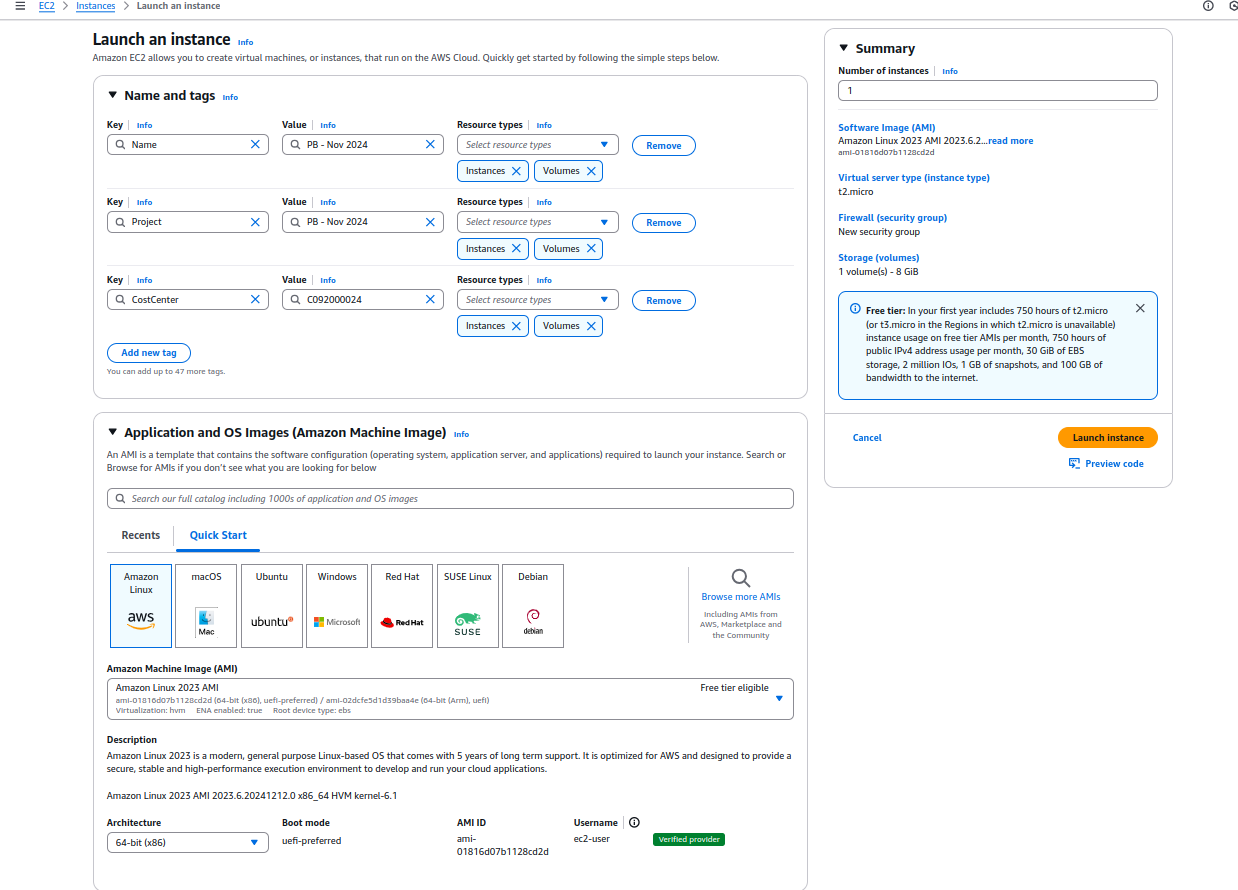 EC2 > Instances > Launch an instance
Launch an instance Info
Amazon EC2 allows you to create virtual machines, or instances, that run on the AWS Cloud. Quickly get started by following the simple steps below.
Name and tags Info
Key Info Value Info Resource types Info
Name PB - Nov 2024 Select resource types Remove
Instances Volumes
Key Info Value Info Resource types Info
Project PB - Nov 2024 Select resource types Remove
Instances Volumes
Key Info Value Info Resource types Info
CostCenter C092000024 Select resource types Remove
Instances Volumes
Add new tag
You can add up to 47 more tags.
Application and OS Images (Amazon Machine Image) Info
An AMI is a template that contains the software configuration (operating system, application server, and applications) required to launch your instance. Search or
Browse for AMIs if you don't see what you are looking for below
Search our full catalog including 1000s of application and OS images
Recents Quick Start
Amazon
Linux
aws
macOS
Mac
Ubuntu
ubuntu
Windows
Microsoft
Red Hat
Red Hat
SUSE Linux
SUSE
Debian
debian
Browse more AMIs
Including AMIs from
AWS, Marketplace and
the Community
Amazon Machine Image (AMI)
Amazon Linux 2023 AMI Free tier eligible
ami-01816d07b1128cd2d (64-bit (x86), uefi-preferred) / ami-02dcfe5d1d39baa4e (64-bit (Arm), uefi)
Virtualization: hvm ENA enabled: true Root device type: ebs
Description
Amazon Linux 2023 is a modern, general purpose Linux-based OS that comes with 5 years of long term support. It is optimized for AWS and designed to provide a
secure, stable and high-performance execution environment to develop and run your cloud applications.
Amazon Linux 2023 AMI 2023.6.20241212.0 x86_64 HVM kernel-6.1
Architecture Boot mode AMI ID Username
64-bit (x86) uefi-preferred ami- ec2-user Verified provider
01816d07b1128cd2d
Summary
Number of instances Info
1
Software Image (AMI)
Amazon Linux 2023 AMI 2023.6.2...read more
ami-01816d07b1128cd2d
Virtual server type (instance type)
t2.micro
Firewall (security group)
New security group
Storage (volumes)
1 volume(s) - 8 GiB
Free tier: In your first year includes 750 hours of t2.micro
(or t3.micro in the Regions in which t2.micro is unavailable)
instance usage on free tier AMIs per month, 750 hours of
public IPv4 address usage per month, 30 GiB of EBS
storage, 2 million IOs, 1 GB of snapshots, and 100 GB of
bandwidth to the internet.
Cancel Launch instance
Preview code